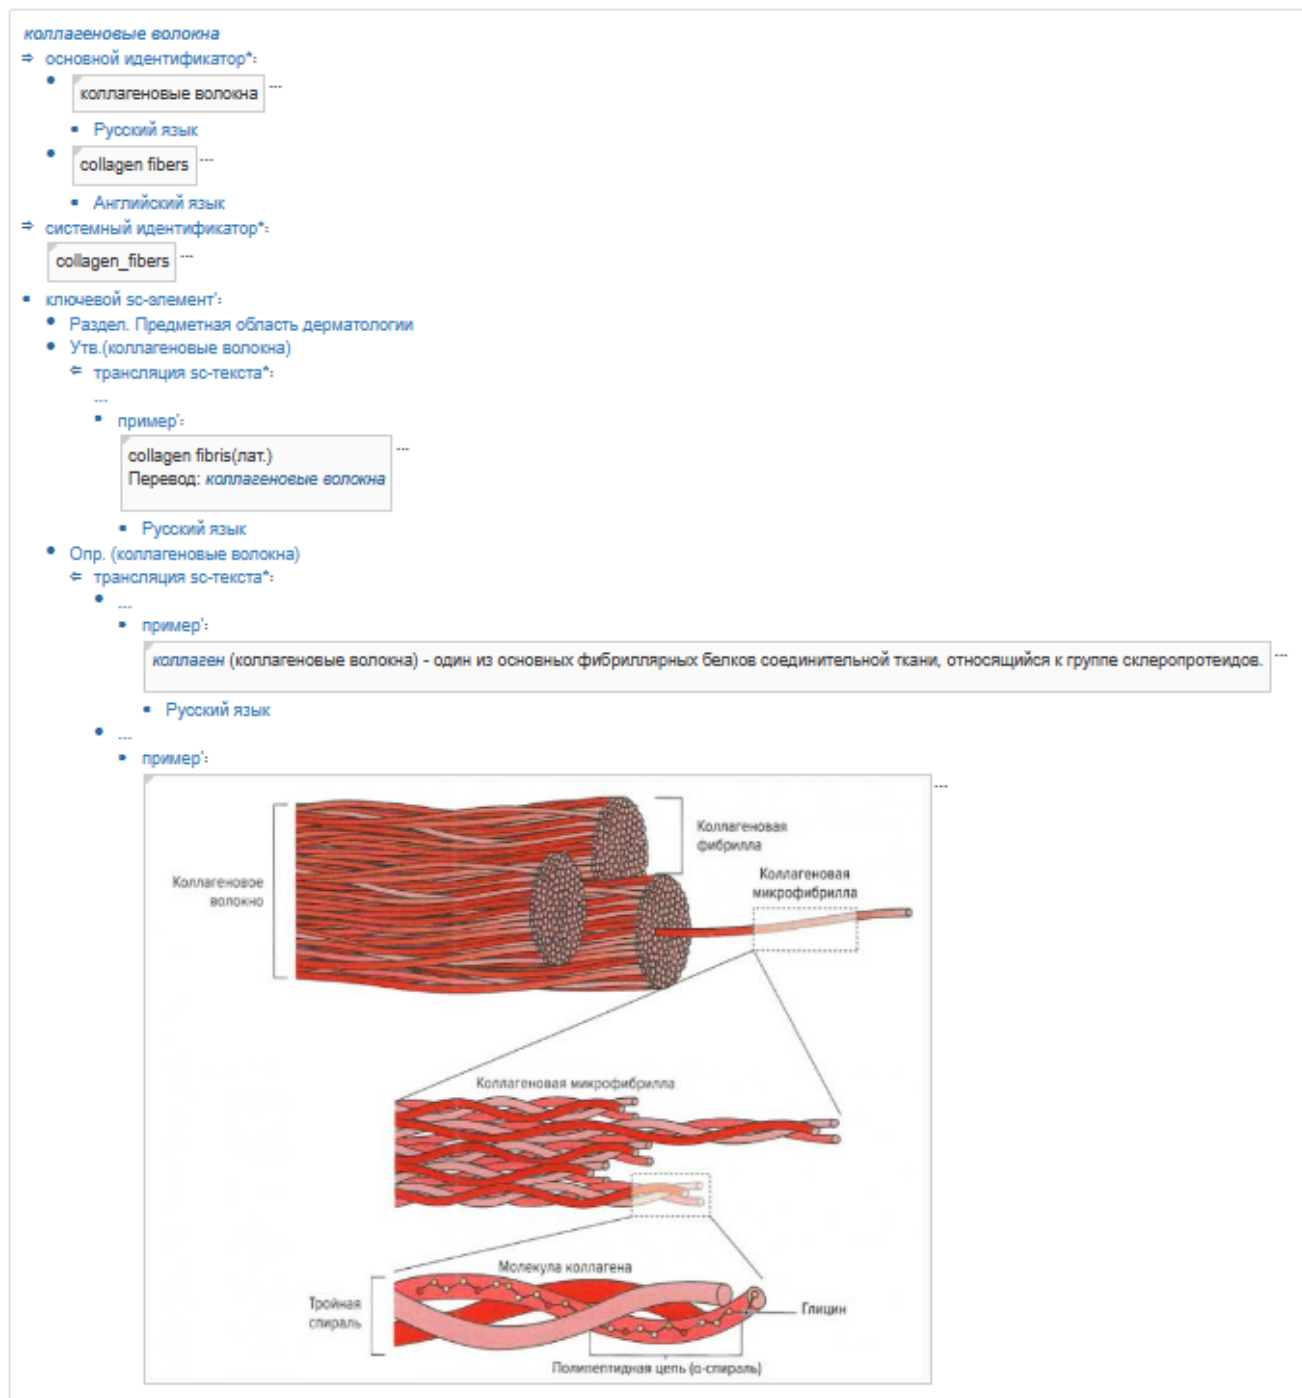 коллагеновые волокна
⇒ основной идентификатор*:
• коллагеновые волокна ...
▪ Русский язык
• collagen fibers ...
▪ Английский язык
⇒ системный идентификатор*:
collagen_fibers ...
▪ ключевой sc-элемент':
• Раздел. Предметная область дерматологии
• Утв.(коллагеновые волокна)
⇐ трансляция sc-текста*:
...
▪ пример':
collagen fibris(лат.) ...
Перевод: коллагеновые волокна
▪ Русский язык
• Опр. (коллагеновые волокна)
⇐ трансляция sc-текста*:
• ...
▪ пример':
коллаген (коллагеновые волокна) - один из основных фибриллярных белков соединительной ткани, относящийся к группе склеропротеидов. ...
▪ Русский язык
• ...
▪ пример':
...
Коллагеновая
фибрилла
Коллагеновое
волокно
Коллагеновая
микрофибрилла
Коллагеновая микрофибрилла
Молекула коллагена
Тройная
спираль
Глицин
Полипептидная цепь (α-спираль)